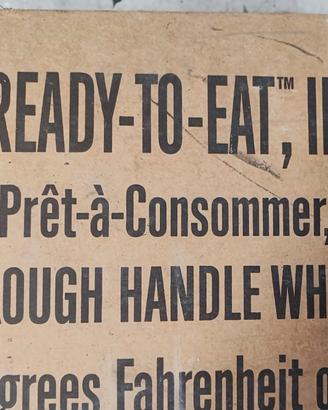 READY-TO-EAT™, I
Prêt-à-Consommer,
OUGH HANDLE WH
grees Fahrenheit o